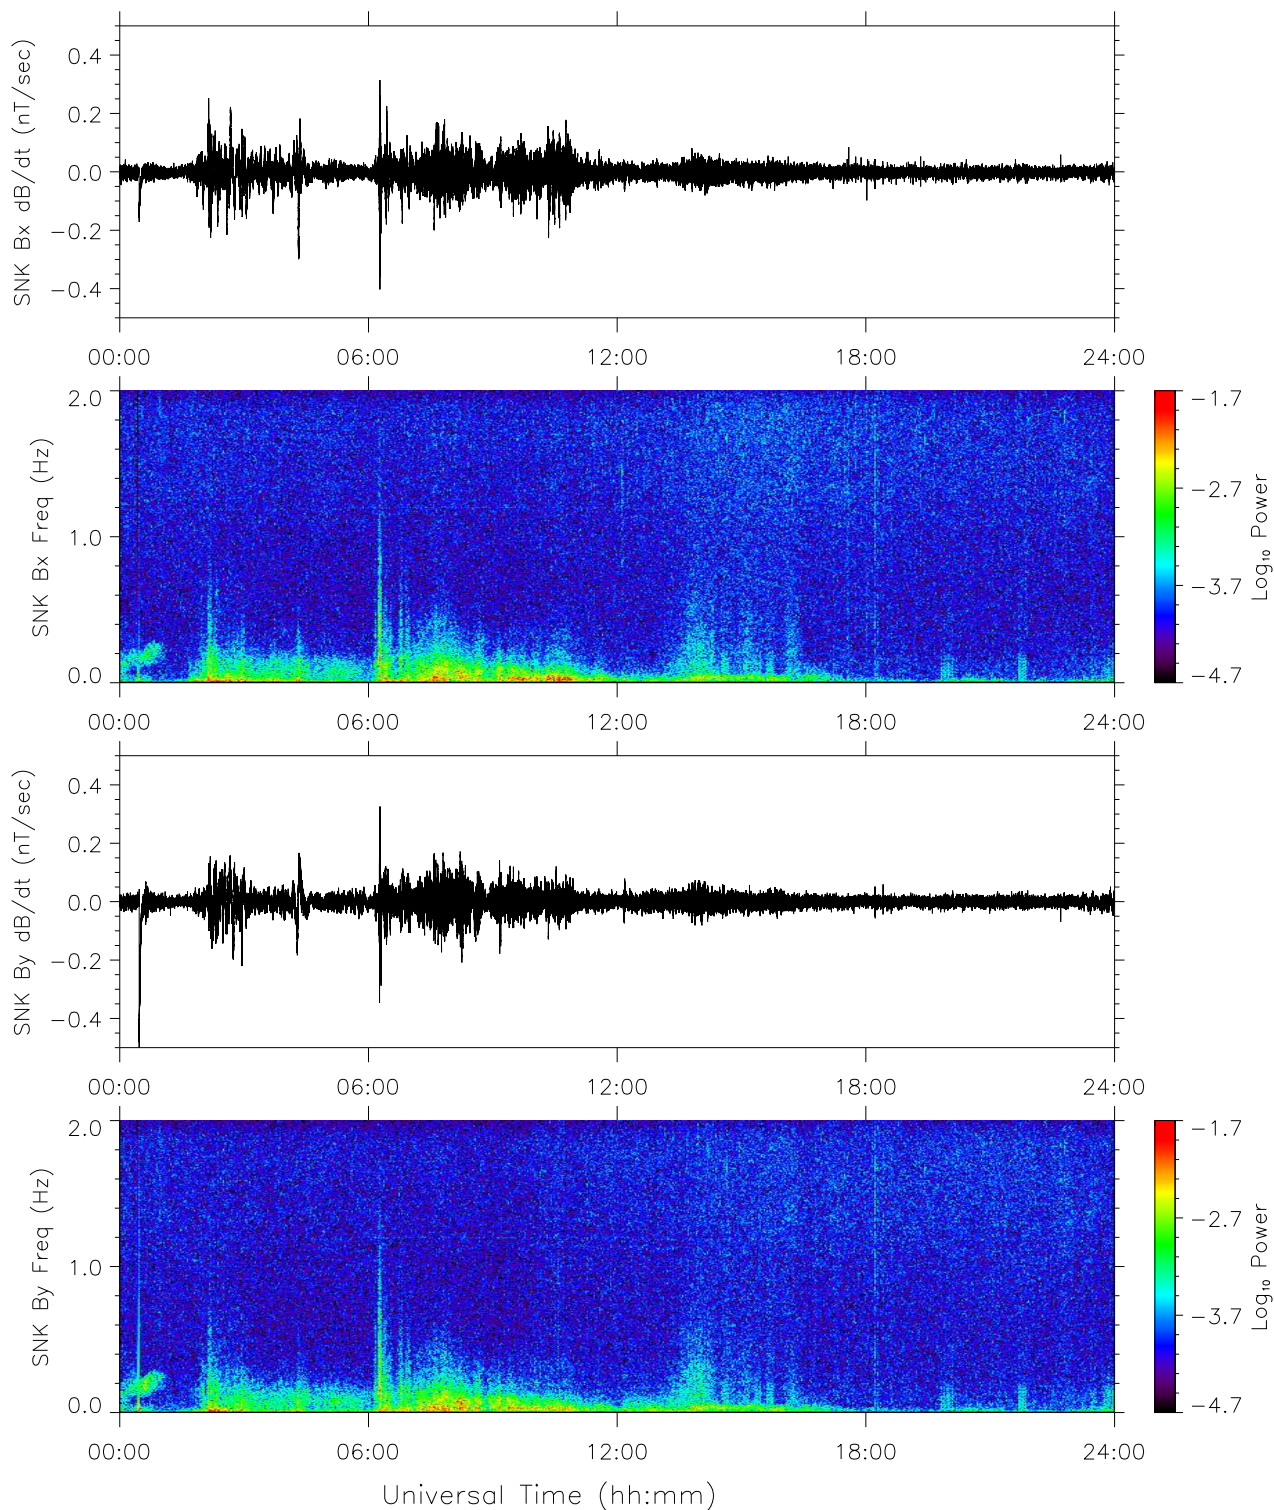 SNK Bx dB/dt (nT/sec)
0.4
0.2
0.0
−0.2
−0.4
00:00 06:00 12:00 18:00 24:00
SNK Bx Freq (Hz)
2.0
1.0
0.0
−1.7
−2.7
−3.7
−4.7
Log₁₀ Power
00:00 06:00 12:00 18:00 24:00
SNK By dB/dt (nT/sec)
0.4
0.2
0.0
−0.2
−0.4
00:00 06:00 12:00 18:00 24:00
SNK By Freq (Hz)
2.0
1.0
0.0
−1.7
−2.7
−3.7
−4.7
Log₁₀ Power
00:00 06:00 12:00 18:00 24:00
Universal Time (hh:mm)